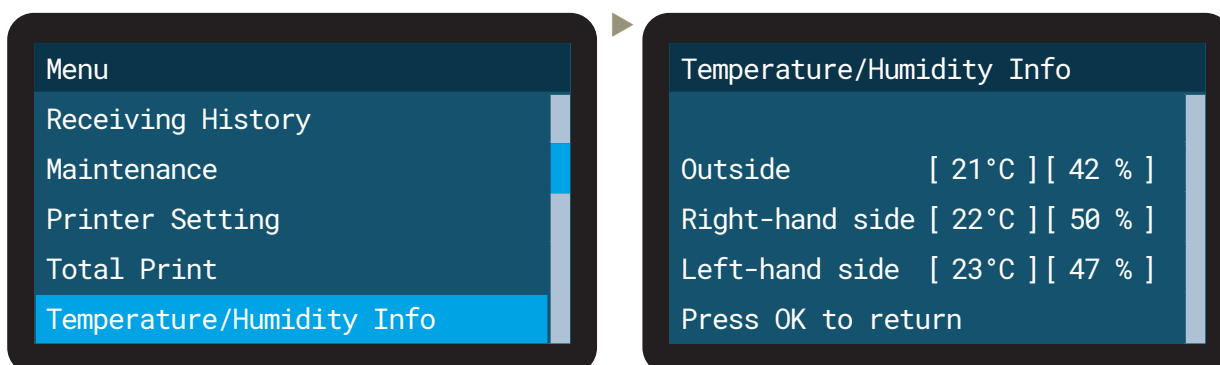 Menu
Receiving History
Maintenance
Printer Setting
Total Print
Temperature/Humidity Info
Temperature/Humidity Info
Outside [ 21°C ][ 42 % ]
Right-hand side [ 22°C ][ 50 % ]
Left-hand side [ 23°C ][ 47 % ]
Press OK to return